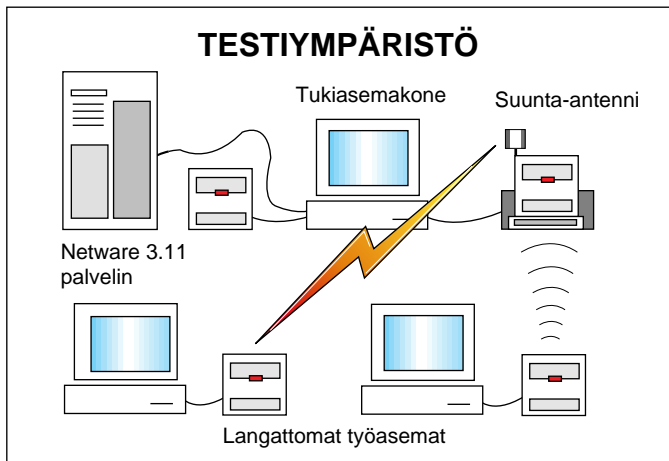 TESTIYMPÄRISTÖ
Tukiasemakone
Suunta-antenni
Netware 3.11
palvelin
Langattomat työasemat